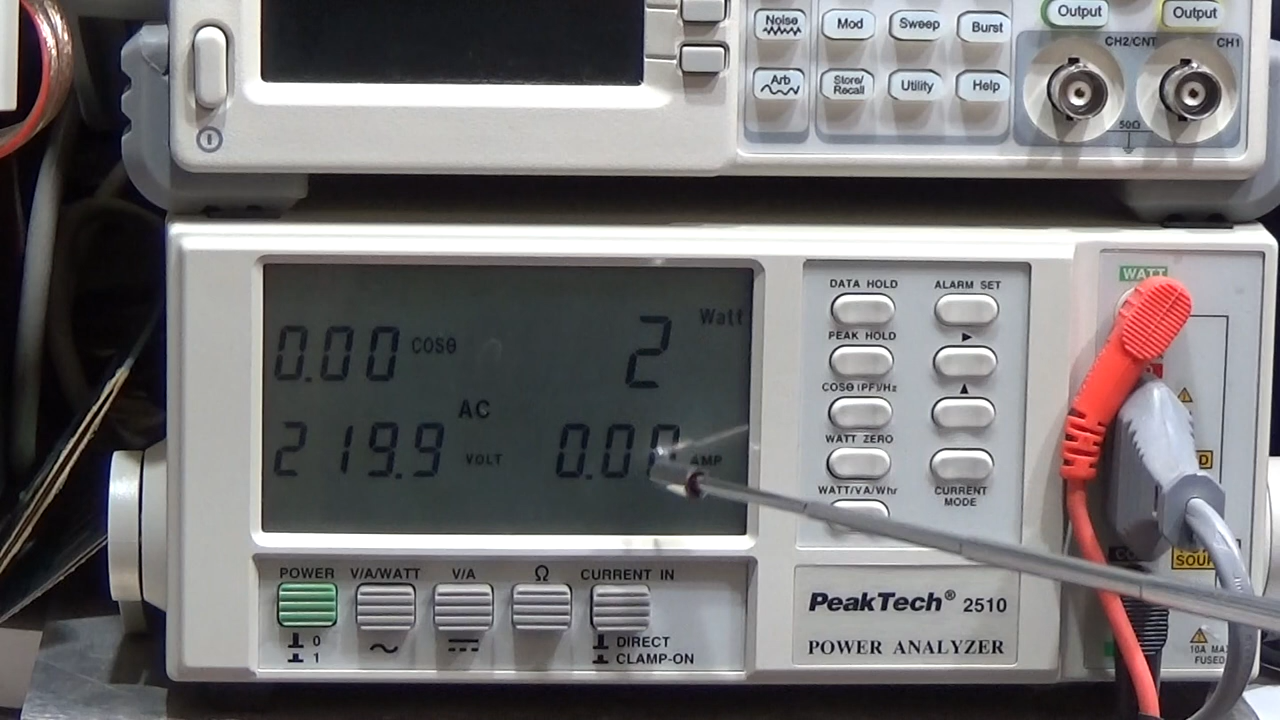 Noise
Mod
Sweep
Burst
Output
Output
Arb
Store/
Recall
Utility
Help
CH2/CNT
CH1
50Ω
0.00 COSθ
2 Watt
AC
219.9 VOLT
AMP
DATA HOLD
ALARM SET
PEAK HOLD
▶
COSθ (PF)/Hz
▲
WATT ZERO
WATT/VA/Whr
CURRENT
MODE
WATT
POWER
V/A/WATT
V/A
Ω
CURRENT IN
0
1
DIRECT
CLAMP-ON
PeakTech® 2510
POWER ANALYZER
10A
FUSED